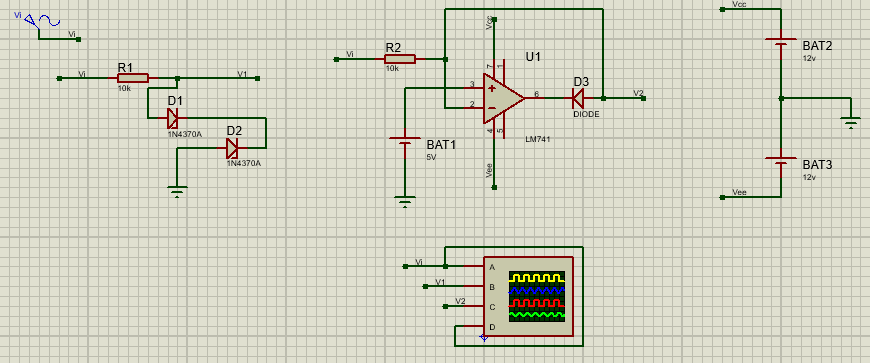 Vi
Vi
R1
10k
Vi
V1
D1
1N4370A
D2
1N4370A
R2
10k
Vi
Vcc
7
1
U1
3
2
6
4
5
LM741
Vee
BAT1
5V
D3
DIODE
V2
Vcc
BAT2
12v
BAT3
12v
Vee
Vi
V1
V2
A
B
C
D